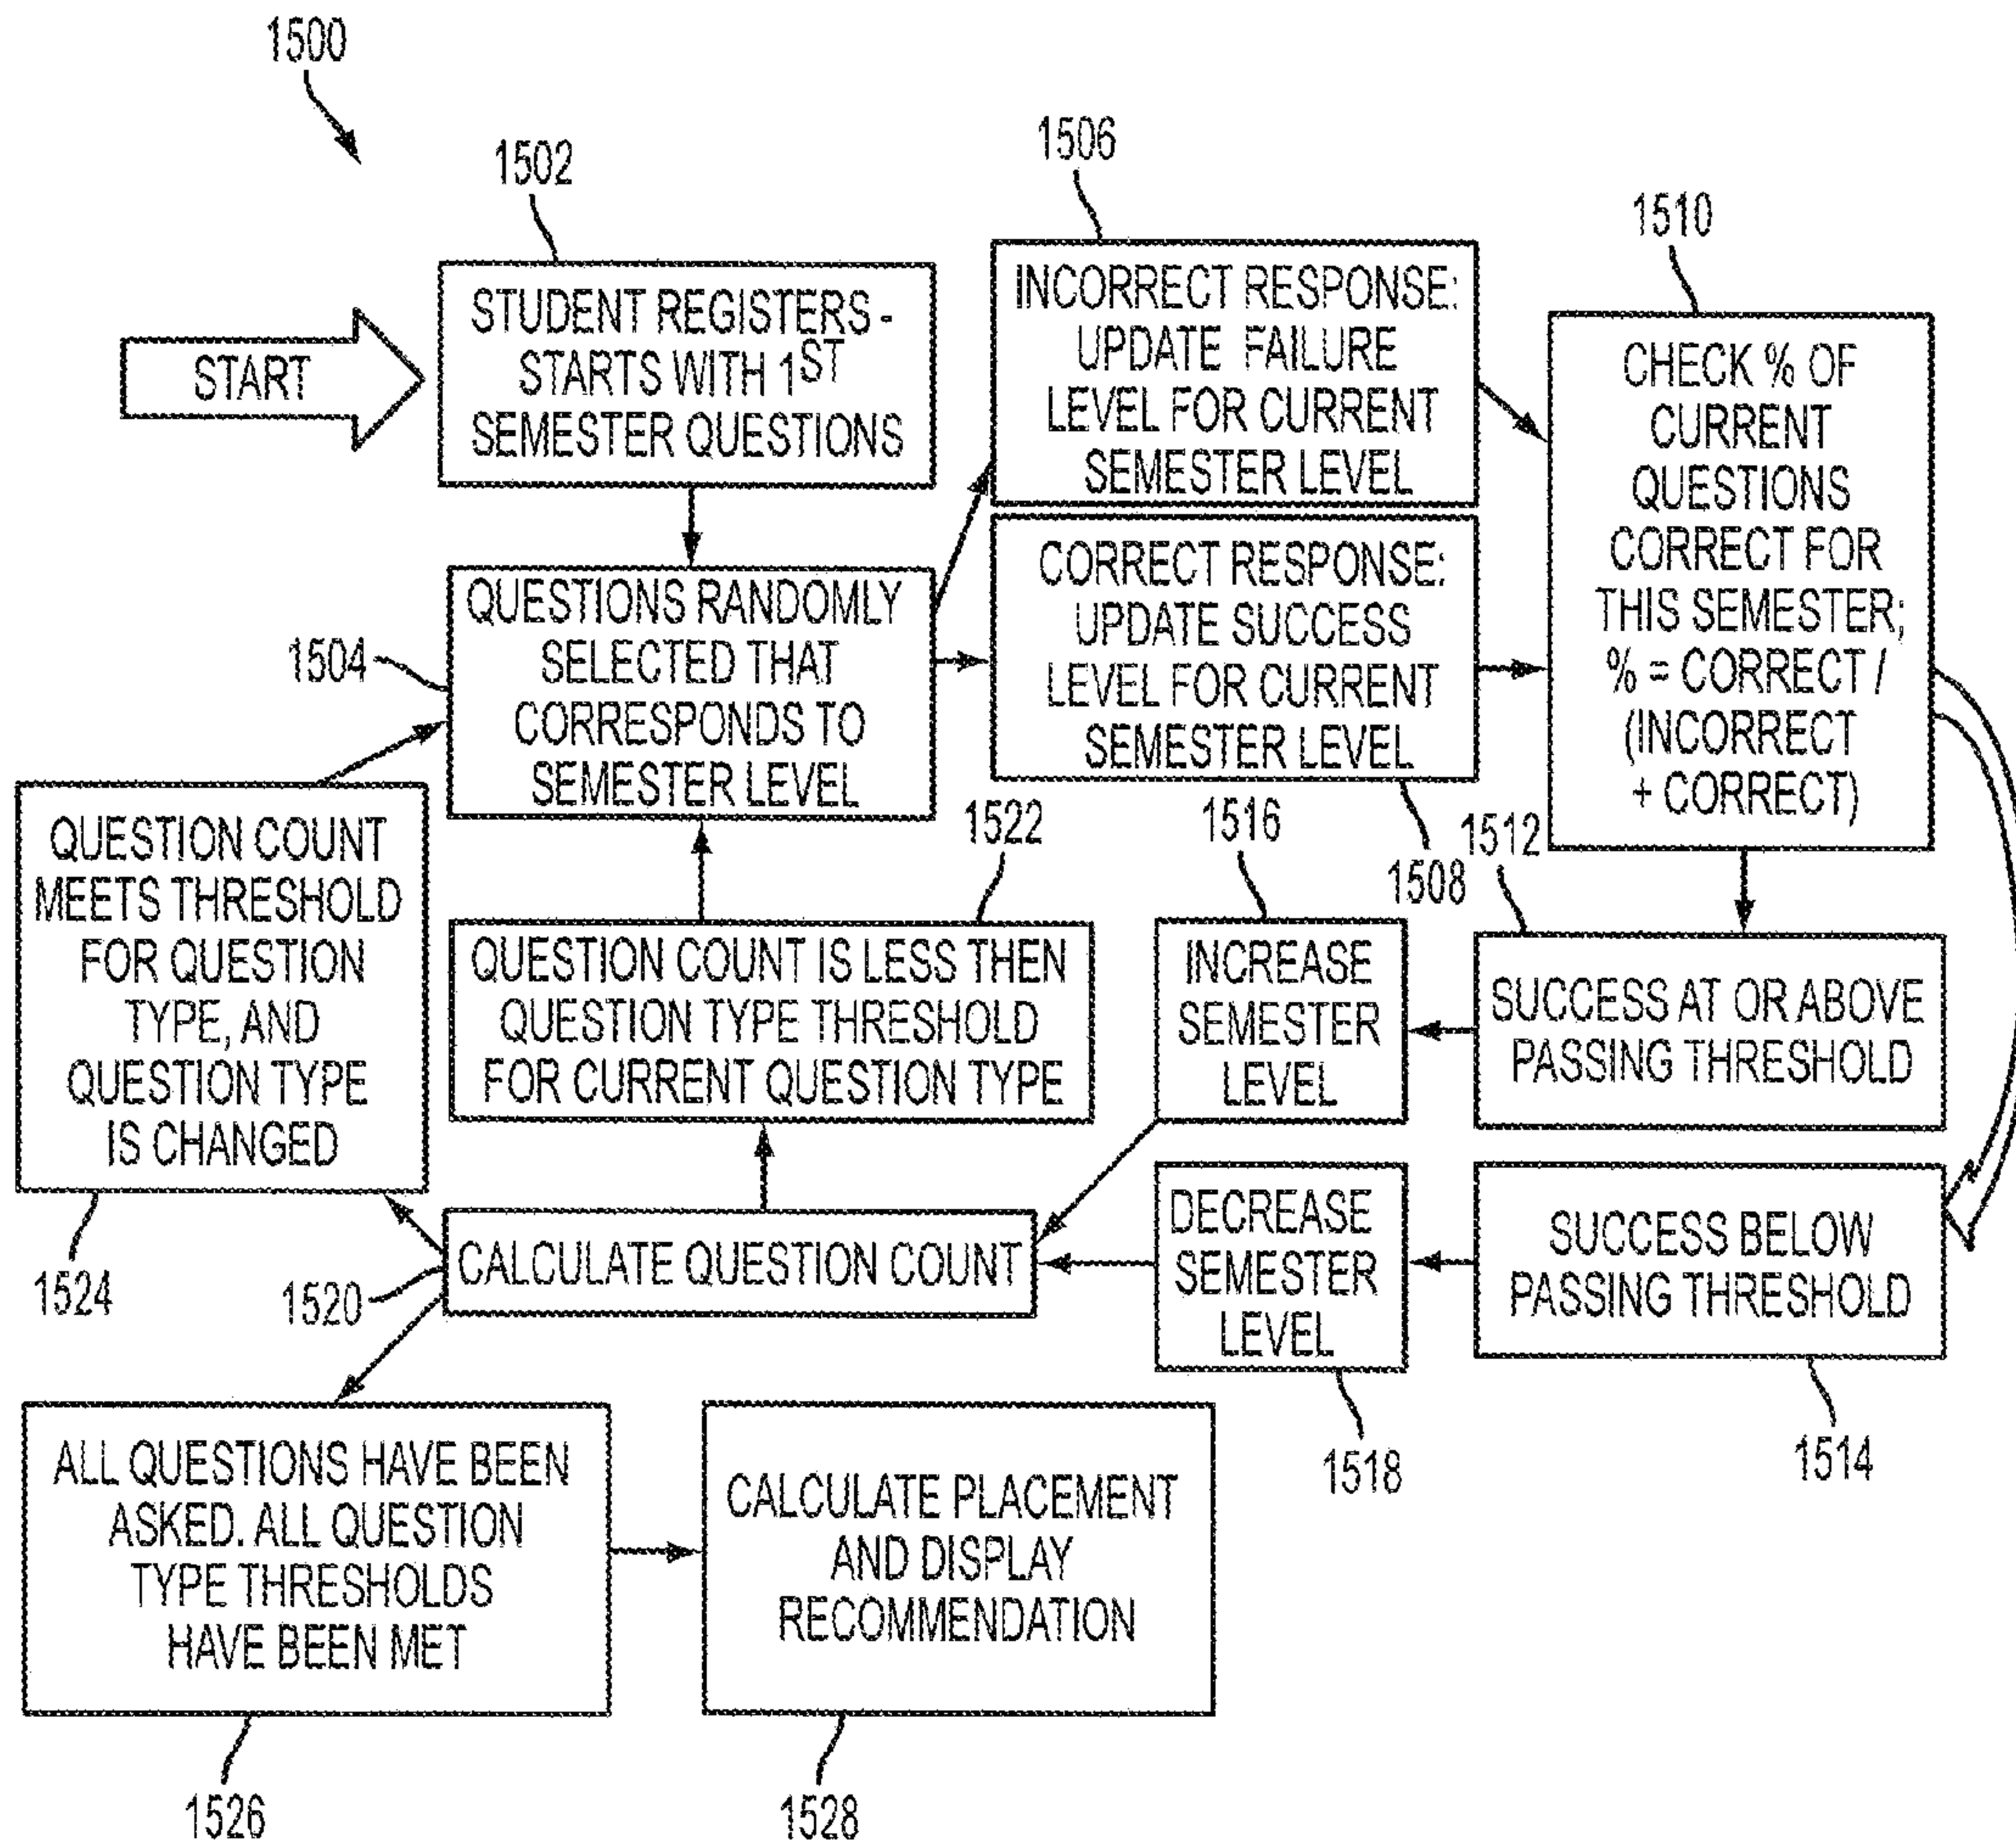 1500
1502
1506
1510
START
STUDENT REGISTERS -
STARTS WITH 1ST
SEMESTER QUESTIONS
INCORRECT RESPONSE:
UPDATE FAILURE
LEVEL FOR CURRENT
SEMESTER LEVEL
CHECK % OF
CURRENT
QUESTIONS
CORRECT FOR
THIS SEMESTER;
% = CORRECT /
(INCORRECT
+ CORRECT)
1504
QUESTIONS RANDOMLY
SELECTED THAT
CORRESPONDS TO
SEMESTER LEVEL
CORRECT RESPONSE:
UPDATE SUCCESS
LEVEL FOR CURRENT
SEMESTER LEVEL
1522
1516
1508
1512
QUESTION COUNT
MEETS THRESHOLD
FOR QUESTION
TYPE, AND
QUESTION TYPE
IS CHANGED
QUESTION COUNT IS LESS THEN
QUESTION TYPE THRESHOLD
FOR CURRENT QUESTION TYPE
INCREASE
SEMESTER
LEVEL
SUCCESS AT OR ABOVE
PASSING THRESHOLD
1524
1520
CALCULATE QUESTION COUNT
DECREASE
SEMESTER
LEVEL
SUCCESS BELOW
PASSING THRESHOLD
1518
1514
ALL QUESTIONS HAVE BEEN
ASKED. ALL QUESTION
TYPE THRESHOLDS
HAVE BEEN MET
CALCULATE PLACEMENT
AND DISPLAY
RECOMMENDATION
1526
1528